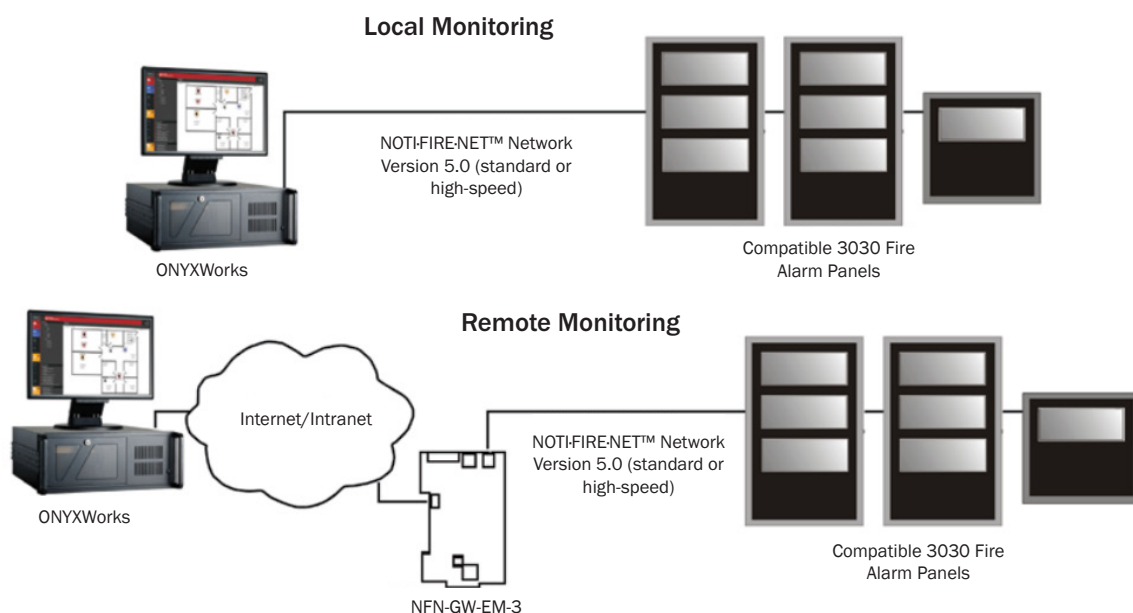 Local Monitoring
NOTI-FIRE-NET™ Network
Version 5.0 (standard or
high-speed)
ONYXWorks
Compatible 3030 Fire
Alarm Panels
Remote Monitoring
Internet/Intranet
NOTI-FIRE-NET™ Network
Version 5.0 (standard or
high-speed)
ONYXWorks
Compatible 3030 Fire
Alarm Panels
NFN-GW-EM-3